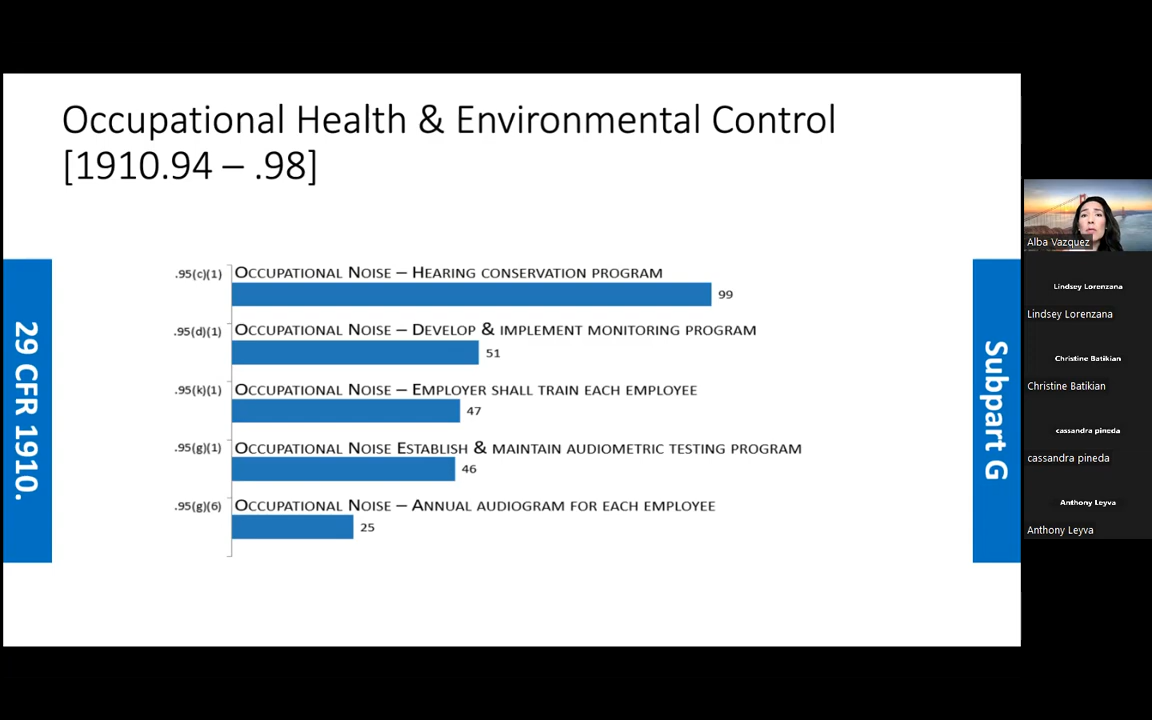 Occupational Health & Environmental Control
[1910.94 – .98]
29 CFR 1910.
Subpart G
.95(c)(1) OCCUPATIONAL NOISE – HEARING CONSERVATION PROGRAM
99
.95(d)(1) OCCUPATIONAL NOISE – DEVELOP & IMPLEMENT MONITORING PROGRAM
51
.95(k)(1) OCCUPATIONAL NOISE – EMPLOYER SHALL TRAIN EACH EMPLOYEE
47
.95(g)(1) OCCUPATIONAL NOISE ESTABLISH & MAINTAIN AUDIOMETRIC TESTING PROGRAM
46
.95(g)(6) OCCUPATIONAL NOISE – ANNUAL AUDIOGRAM FOR EACH EMPLOYEE
25
Alba Vazquez
Lindsey Lorenzana
Lindsey Lorenzana
Christine Batikian
Christine Batikian
cassandra pineda
cassandra pineda
Anthony Leyva
Anthony Leyva